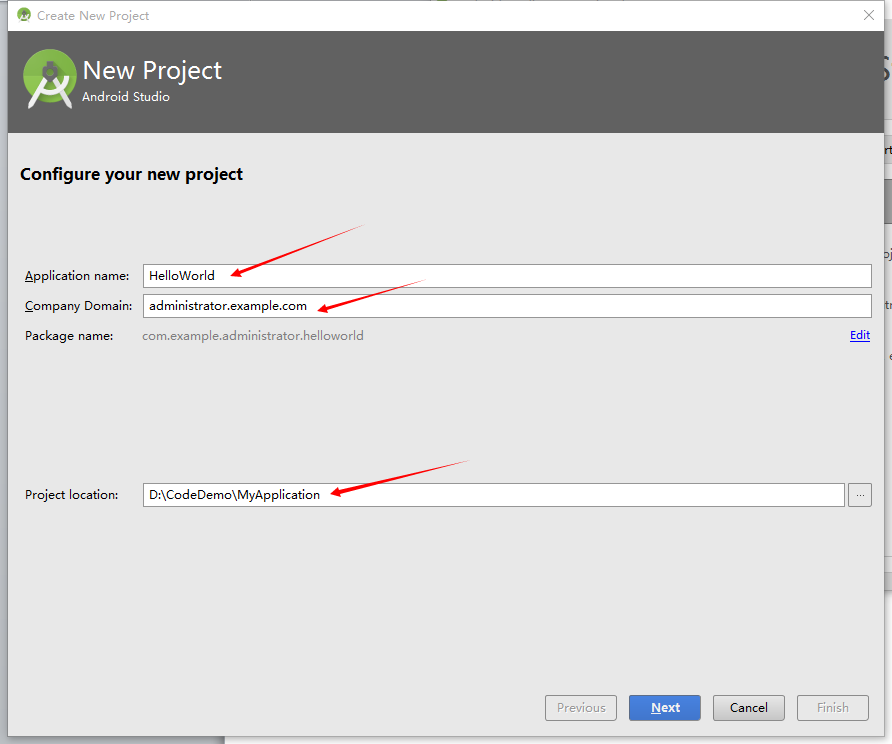 Create New Project
New Project
Android Studio
Configure your new project
Application name: HelloWorld
Company Domain: administrator.example.com
Package name: com.example.administrator.helloworld Edit
Project location: D:\CodeDemo\MyApplication ...
Previous Next Cancel Finish